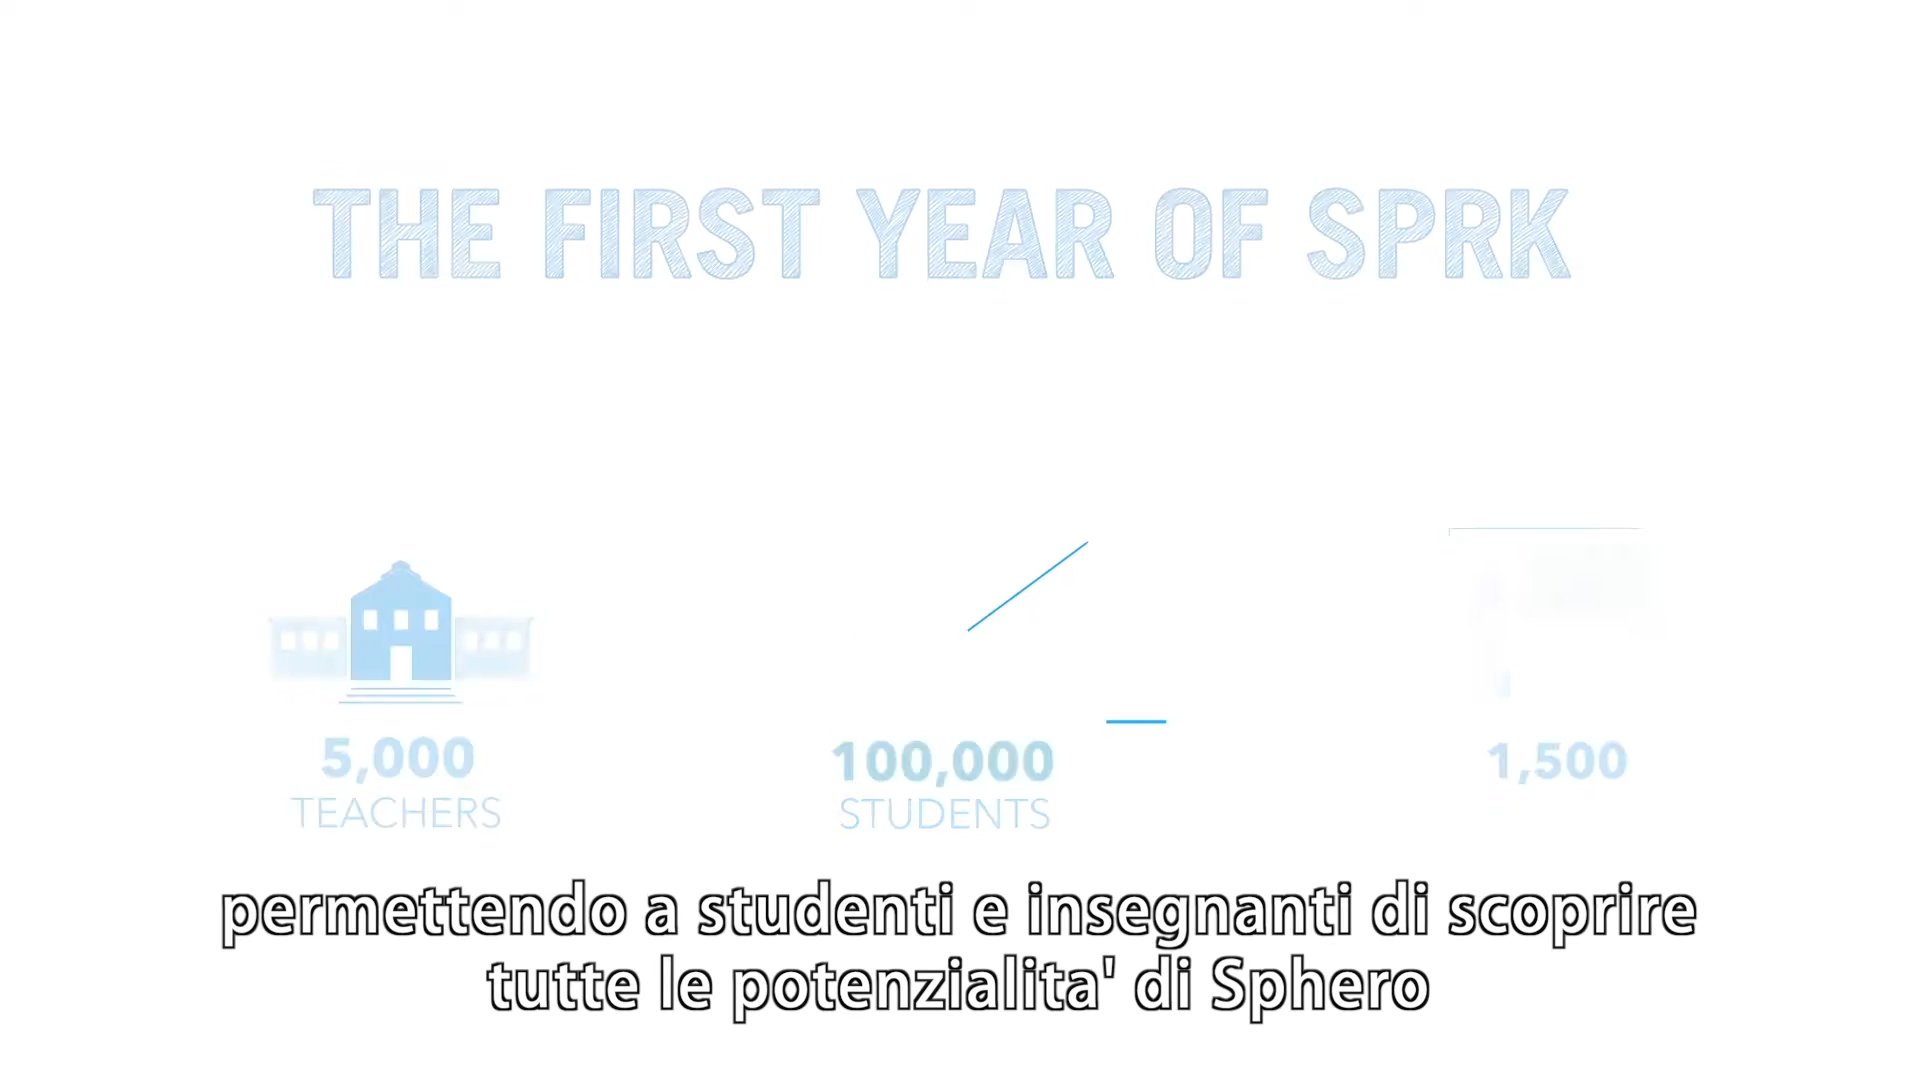 THE FIRST YEAR OF SPRK
5,000
TEACHERS
100,000
STUDENTS
1,500
permettendo a studenti e insegnanti di scoprire
tutte le potenzialita' di Sphero